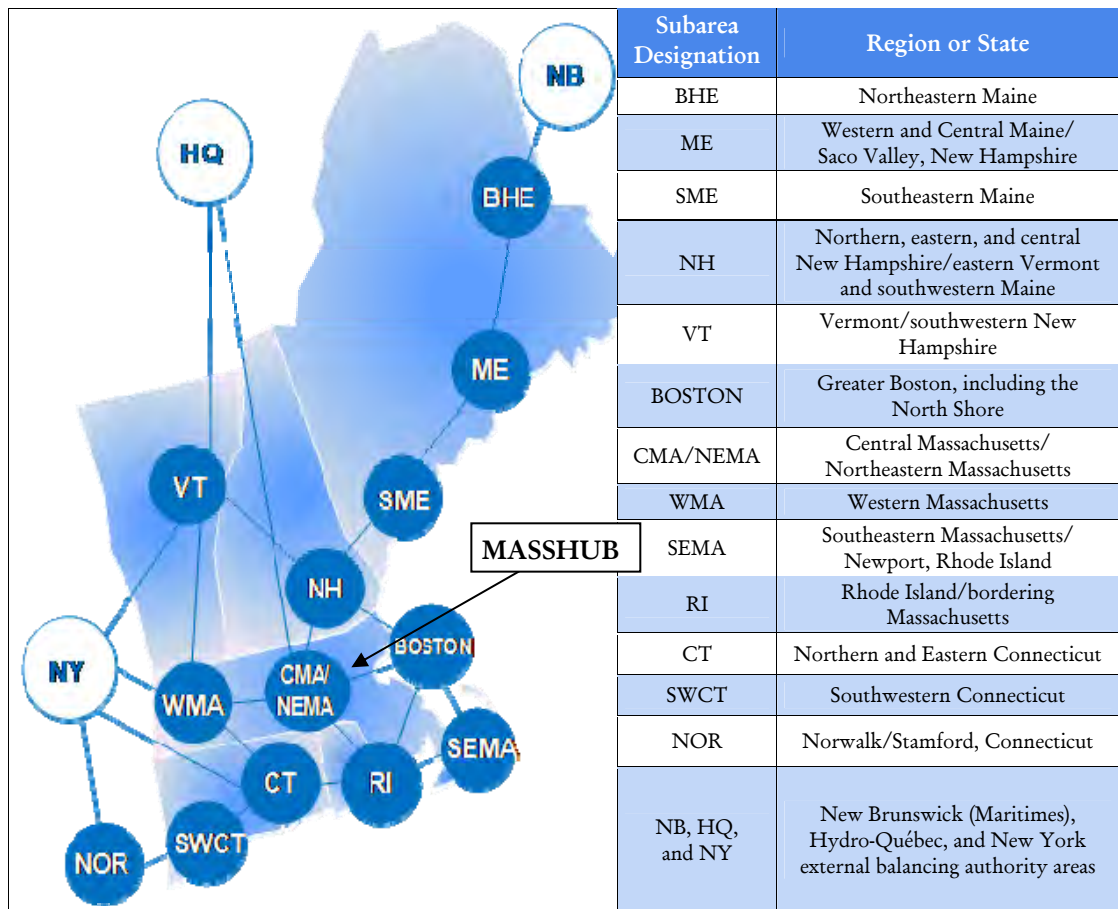 NB
HQ
BHE
ME
VT
SME
MASSHUB
NH
BOSTON
NY
WMA
CMA/
NEMA
SEMA
CT
RI
SWCT
NOR
Subarea
Designation
Region or State
BHE
Northeastern Maine
ME
Western and Central Maine/
Saco Valley, New Hampshire
SME
Southeastern Maine
NH
Northern, eastern, and central
New Hampshire/eastern Vermont
and southwestern Maine
VT
Vermont/southwestern New
Hampshire
BOSTON
Greater Boston, including the
North Shore
CMA/NEMA
Central Massachusetts/
Northeastern Massachusetts
WMA
Western Massachusetts
SEMA
Southeastern Massachusetts/
Newport, Rhode Island
RI
Rhode Island/bordering
Massachusetts
CT
Northern and Eastern Connecticut
SWCT
Southwestern Connecticut
NOR
Norwalk/Stamford, Connecticut
NB, HQ,
and NY
New Brunswick (Maritimes),
Hydro-Québec, and New York
external balancing authority areas